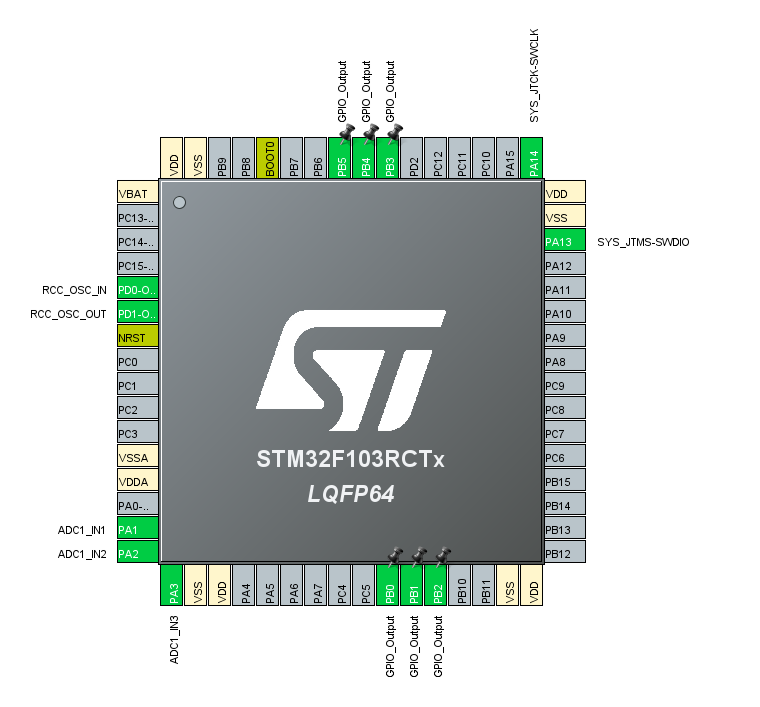 SYS_JTCK-SWCLK
GPIO_Output
GPIO_Output
GPIO_Output
VDD
VSS
PB9
PB8
BOOT0
PB7
PB6
PB5
PB4
PB3
PD2
PC12
PC11
PC10
PA15
PA14
VBAT
PC13-..
PC14-..
PC15-..
RCC_OSC_IN PD0-O..
RCC_OSC_OUT PD1-O..
NRST
PC0
PC1
PC2
PC3
VSSA
VDDA
PA0-..
ADC1_IN1 PA1
ADC1_IN2 PA2
ST
STM32F103RCTx
LQFP64
VDD
VSS
PA13 SYS_JTMS-SWDIO
PA12
PA11
PA10
PA9
PA8
PC9
PC8
PC7
PC6
PB15
PB14
PB13
PB12
PA3
VSS
VDD
PA4
PA5
PA6
PA7
PC4
PC5
PB0
PB1
PB2
PB10
PB11
VSS
VDD
ADC1_IN3
GPIO_Output
GPIO_Output
GPIO_Output